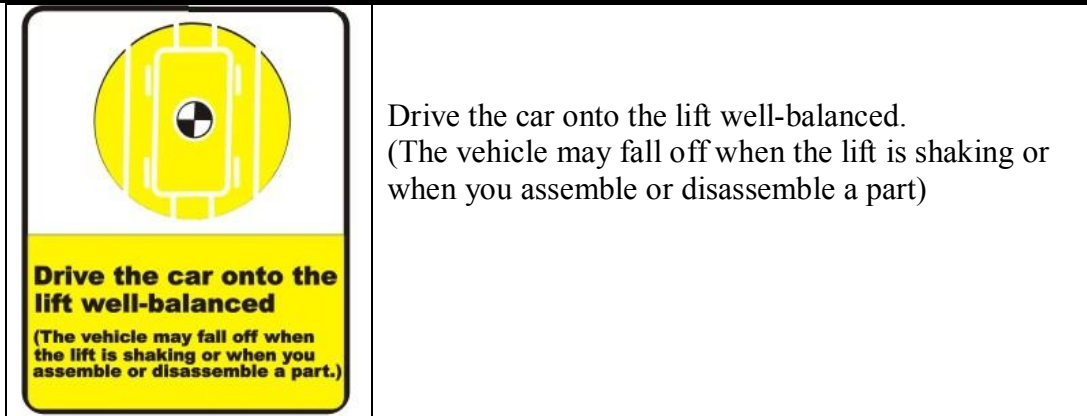 Drive the car onto the
lift well-balanced
(The vehicle may fall off when
the lift is shaking or when you
assemble or disassemble a part.)
Drive the car onto the lift well-balanced.
(The vehicle may fall off when the lift is shaking or
when you assemble or disassemble a part)